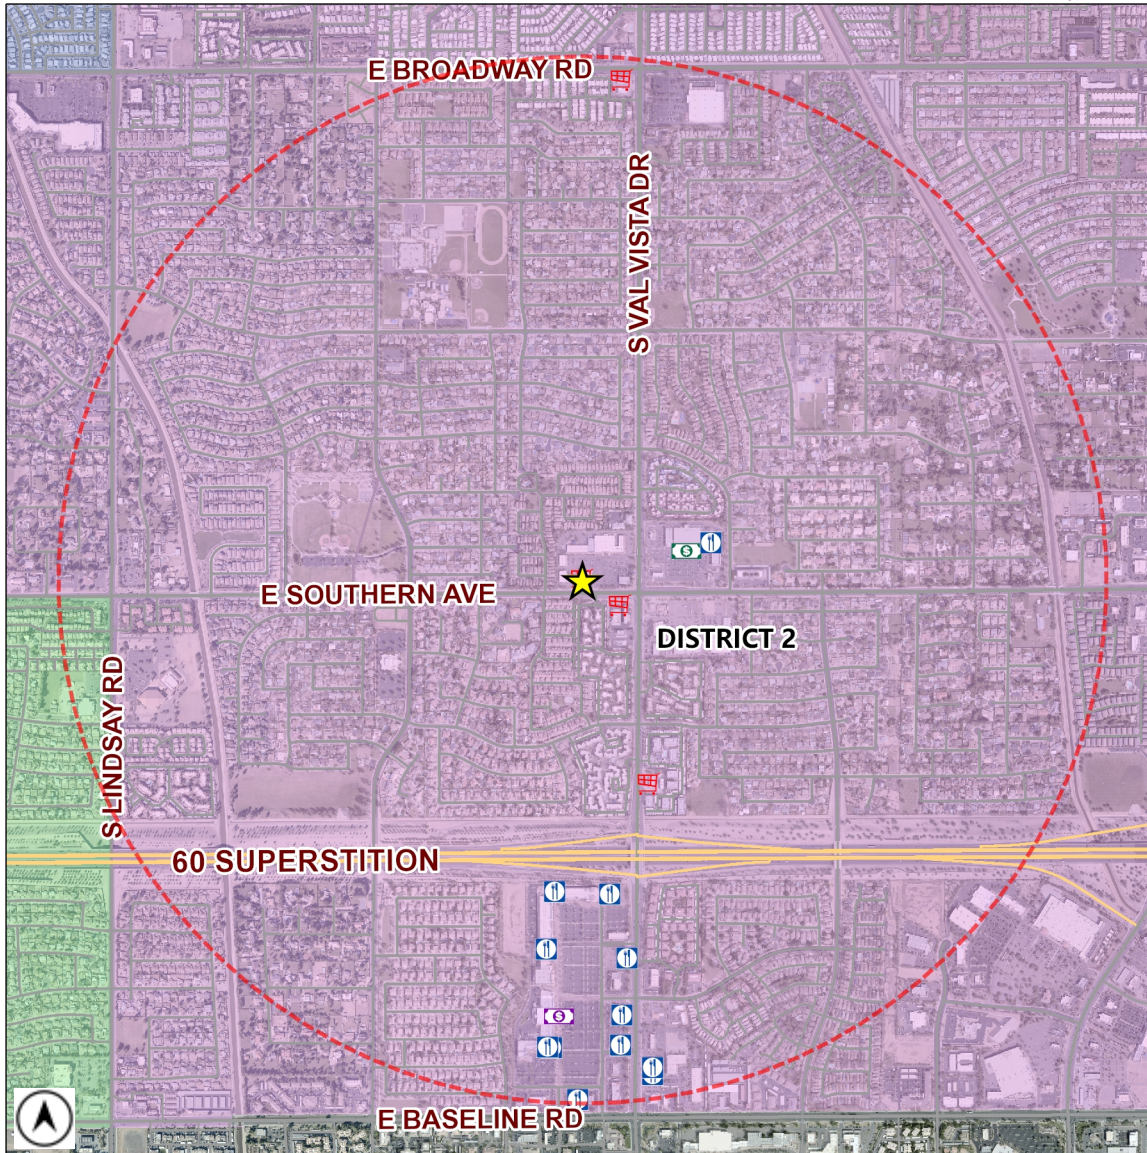 E BROADWAY RD
S VAL VISTA DR
$
E SOUTHERN AVE
DISTRICT 2
S LINDSAY RD
60 SUPERSTITION
$
E BASELINE RD